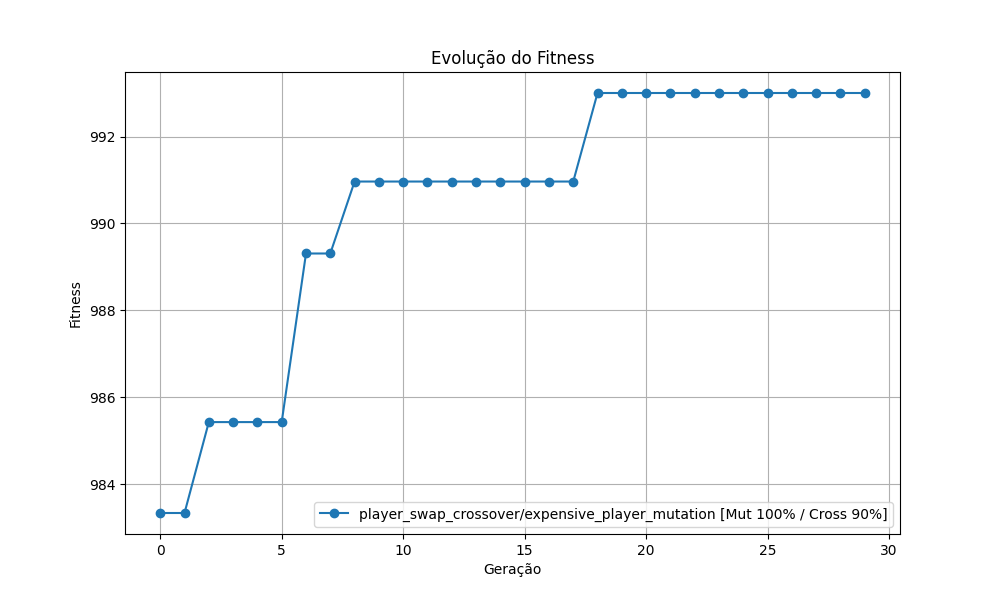 Evolução do Fitness
Fitness
992
990
988
986
984
player_swap_crossover/expensive_player_mutation [Mut 100% / Cross 90%]
0 5 10 15 20 25 30
Geração